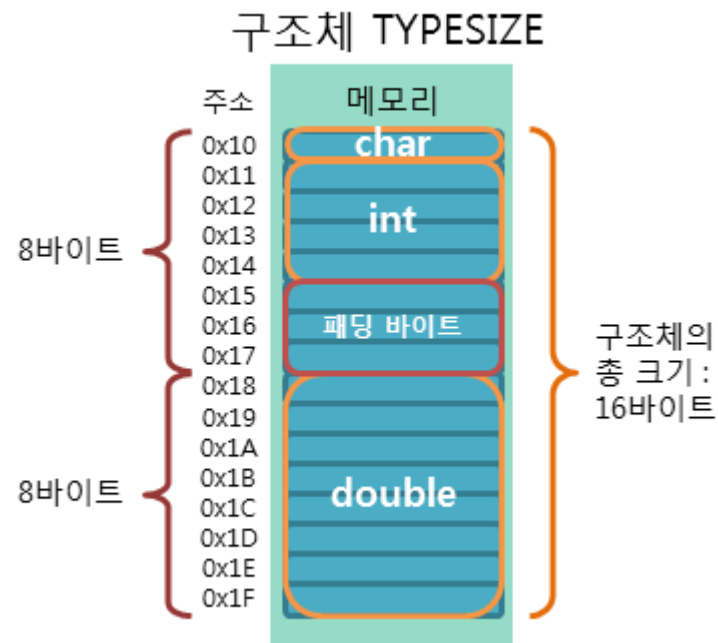 구조체 TYPESIZE
주소
메모리
0x10
char
0x11
0x12
int
0x13
0x14
8바이트
0x15
0x16
패딩 바이트
0x17
0x18
0x19
0x1A
0x1B
double
0x1C
0x1D
0x1E
0x1F
8바이트
구조체의
총 크기 :
16바이트